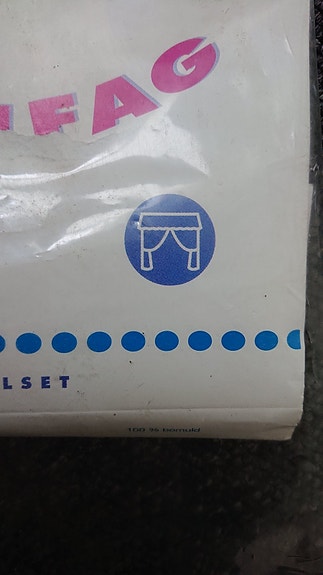 FAG
LSET
100 % bomuld